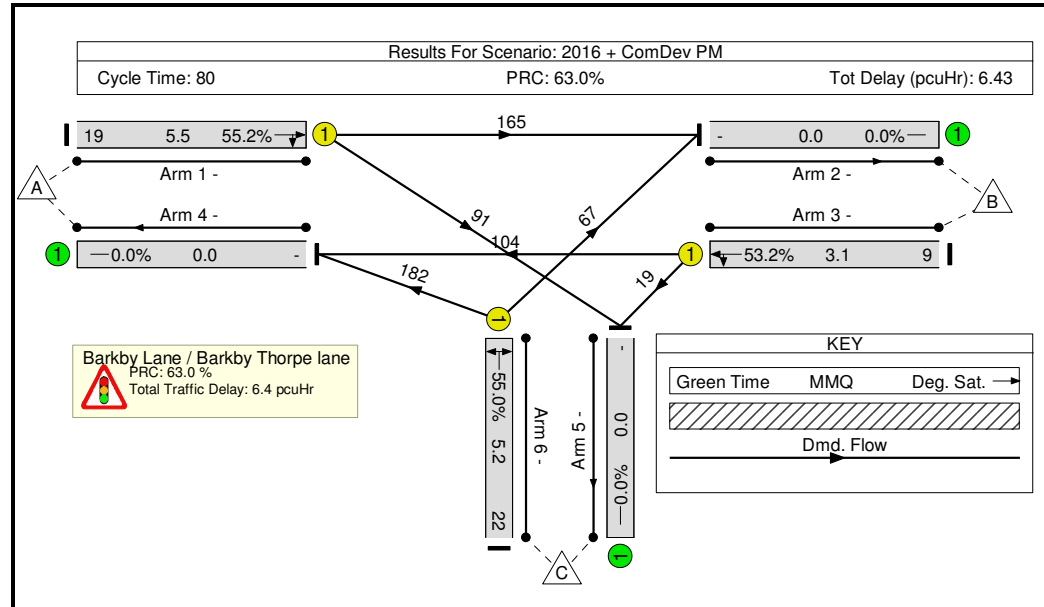 Results For Scenario: 2016 + ComDev PM
Cycle Time: 80 PRC: 63.0% Tot Delay (pcuHr): 6.43
19 5.5 55.2% 1 165 - 0.0 0.0% 1
Arm 1 - Arm 2 -
A B
Arm 4 - 91 67 Arm 3 -
1 0.0% 0.0 - 104 1 53.2% 3.1 9
182 19
1
Barkby Lane / Barkby Thorpe lane
PRC: 63.0 %
Total Traffic Delay: 6.4 pcuHr
55.0% 5.2 22
Arm 6 -
Arm 5 -
- 0.0 0.0%
1
C
KEY
Green Time MMQ Deg. Sat.
Dmd. Flow